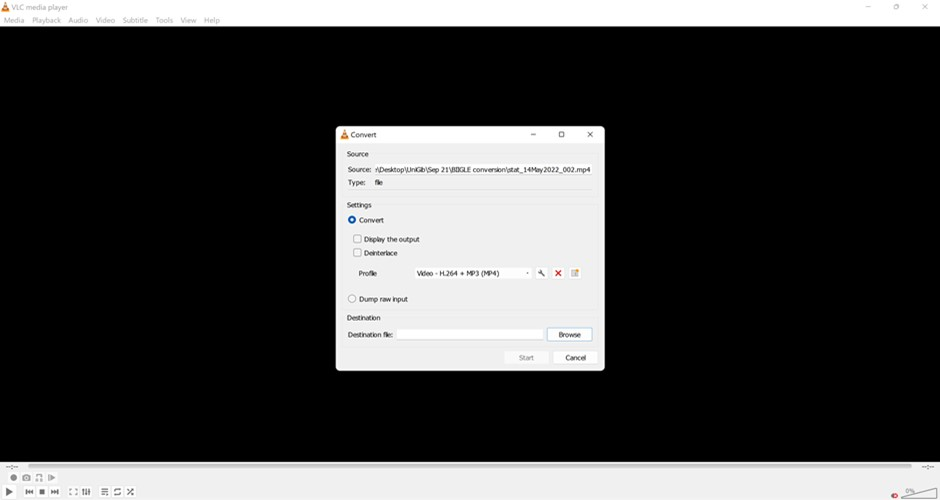 VLC media player
Media Playback Audio Video Subtitle Tools View Help
Convert
Source
Source: :\Desktop\UniGib\Sep 21\BIIGLE conversion\stat_14May2022_002.mp4
Type: file
Settings
Convert
Display the output
Deinterlace
Profile Video - H.264 + MP3 (MP4)
Dump raw input
Destination
Destination file: Browse
Start Cancel
--:-- --:--
0%